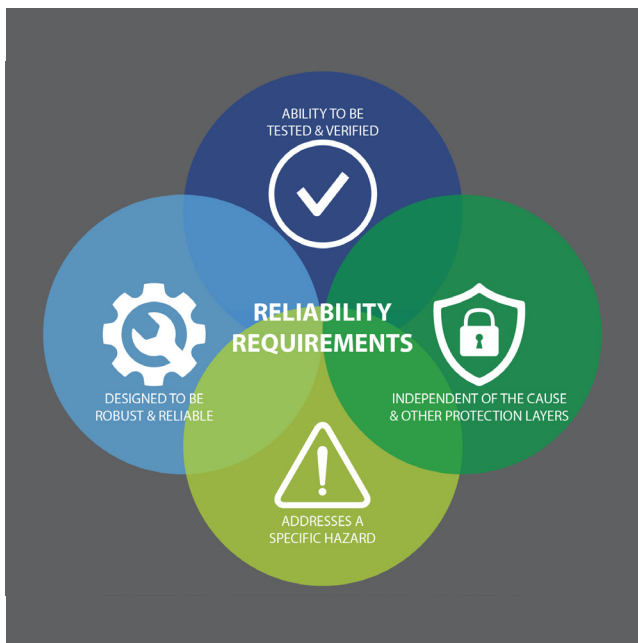 ABILITY TO BE
TESTED & VERIFIED
RELIABILITY
REQUIREMENTS
DESIGNED TO BE
ROBUST & RELIABLE
INDEPENDENT OF THE CAUSE
& OTHER PROTECTION LAYERS
ADDRESSES A
SPECIFIC HAZARD